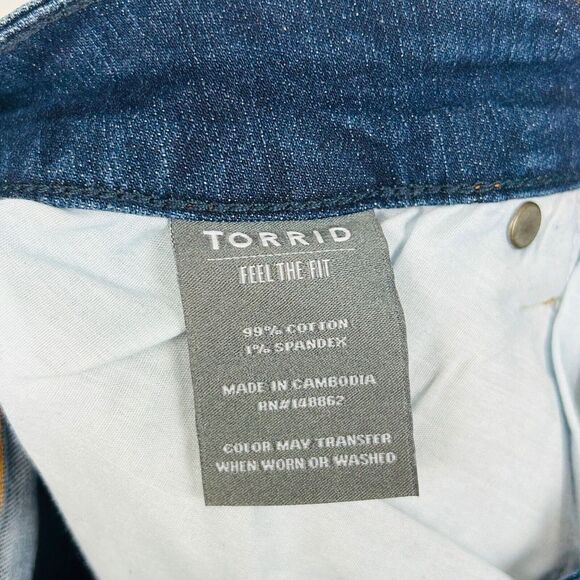 TORRID
FEEL THE FIT
99% COTTON
1% SPANDEX
MADE IN CAMBODIA
RN#148862
COLOR MAY TRANSFER
WHEN WORN OR WASHED